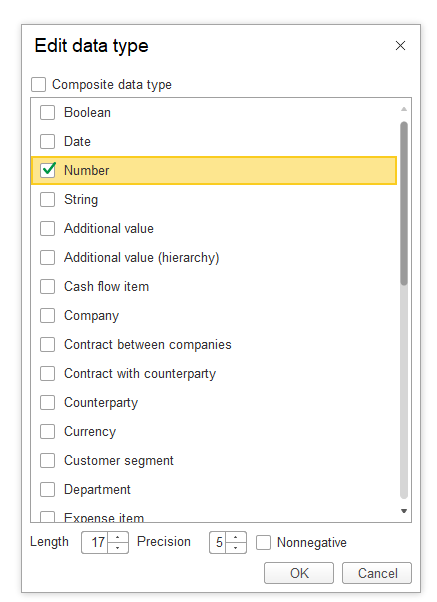 Edit data type
Composite data type
Boolean
Date
Number
String
Additional value
Additional value (hierarchy)
Cash flow item
Company
Contract between companies
Contract with counterparty
Counterparty
Currency
Customer segment
Department
Expense item
Length 17 Precision 5 Nonnegative
OK Cancel